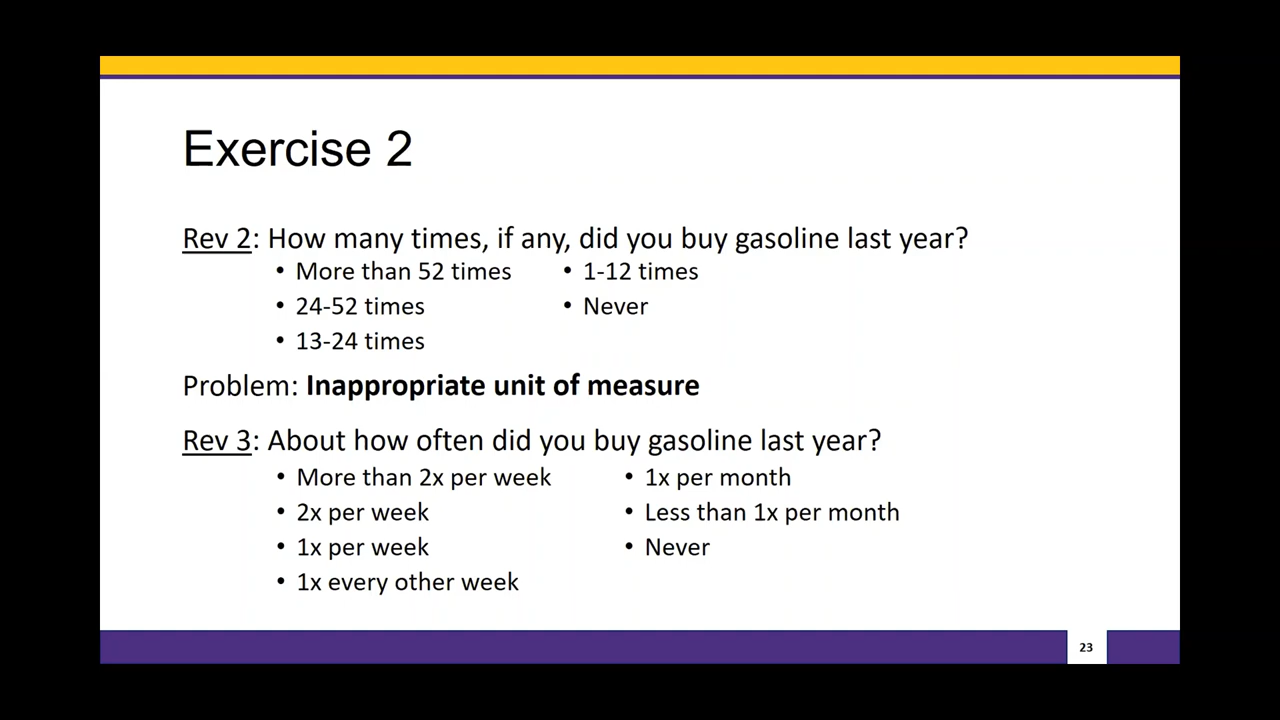 Exercise 2
Rev 2: How many times, if any, did you buy gasoline last year?
• More than 52 times
• 24-52 times
• 13-24 times
• 1-12 times
• Never
Problem: Inappropriate unit of measure
Rev 3: About how often did you buy gasoline last year?
• More than 2x per week
• 2x per week
• 1x per week
• 1x every other week
• 1x per month
• Less than 1x per month
• Never
23